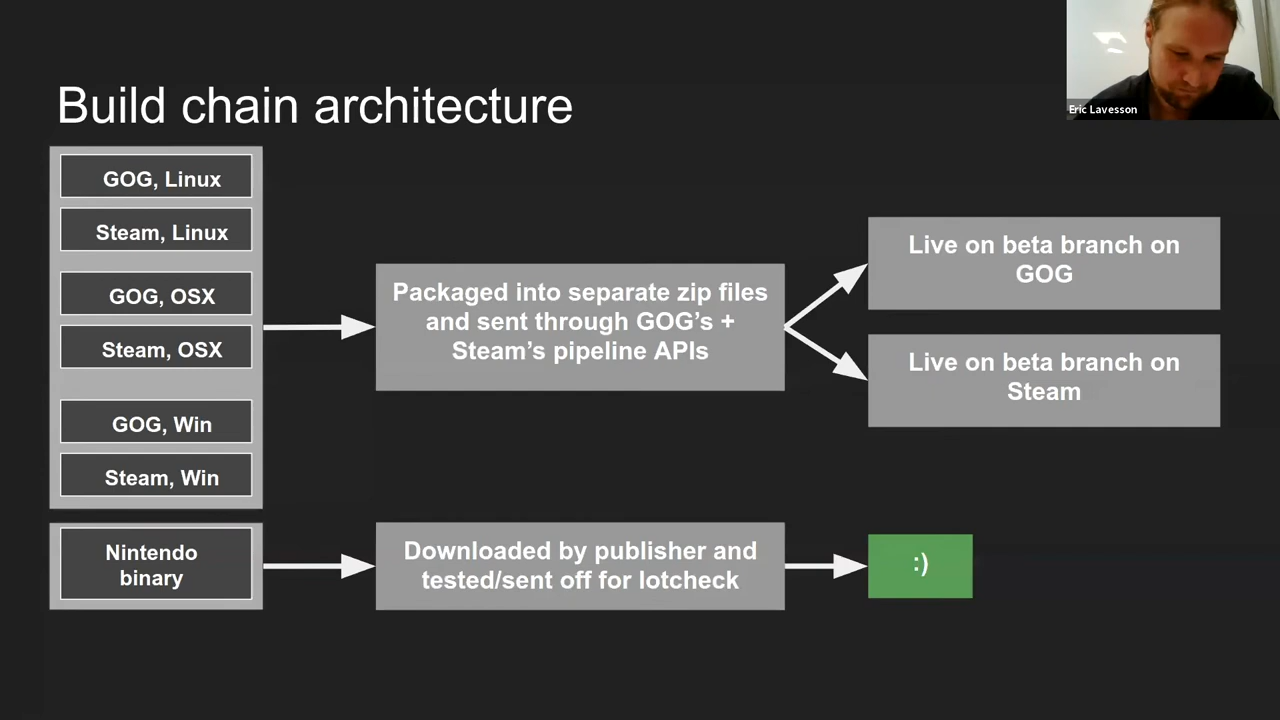 Eric Lavesson
Build chain architecture
GOG, Linux
Steam, Linux
GOG, OSX
Steam, OSX
GOG, Win
Steam, Win
Nintendo
binary
Packaged into separate zip files
and sent through GOG’s +
Steam’s pipeline APIs
Downloaded by publisher and
tested/sent off for lotcheck
Live on beta branch on
GOG
Live on beta branch on
Steam
:)